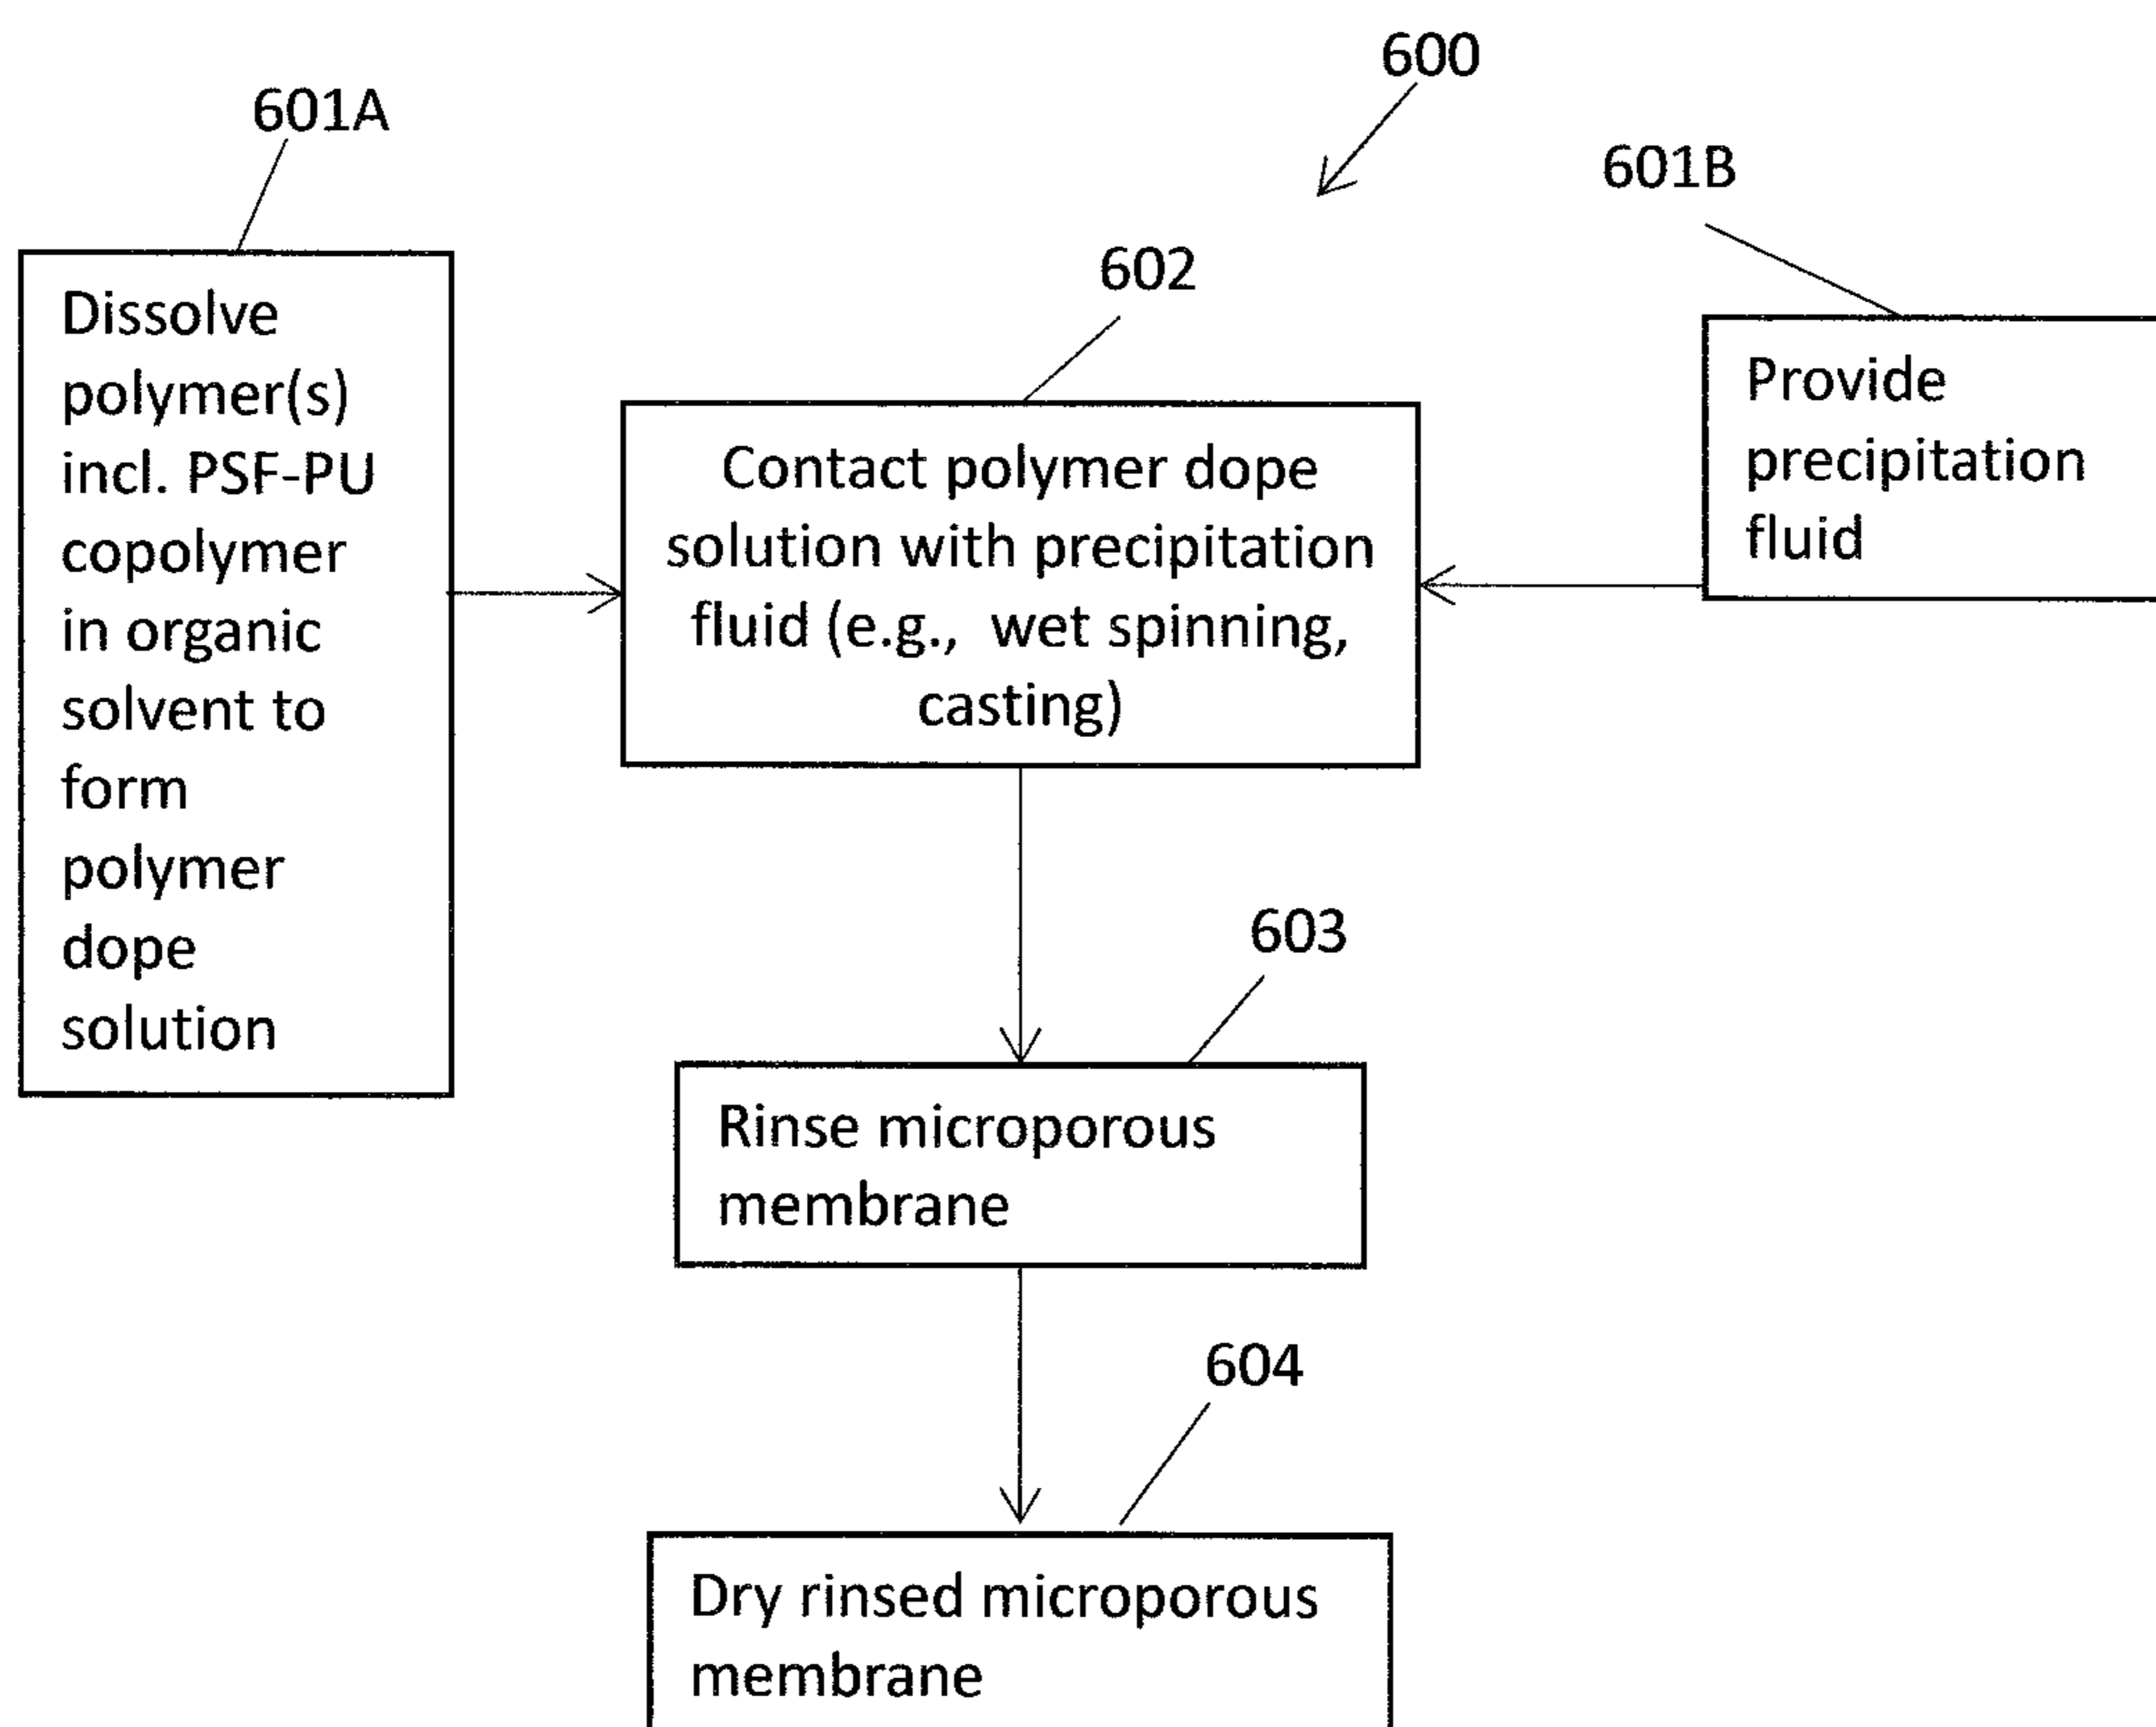 600
601A
601B
602
Dissolve
polymer(s)
incl. PSF-PU
copolymer
in organic
solvent to
form
polymer
dope
solution
Provide
precipitation
fluid
Contact polymer dope
solution with precipitation
fluid (e.g., wet spinning,
casting)
603
Rinse microporous
membrane
604
Dry rinsed microporous
membrane